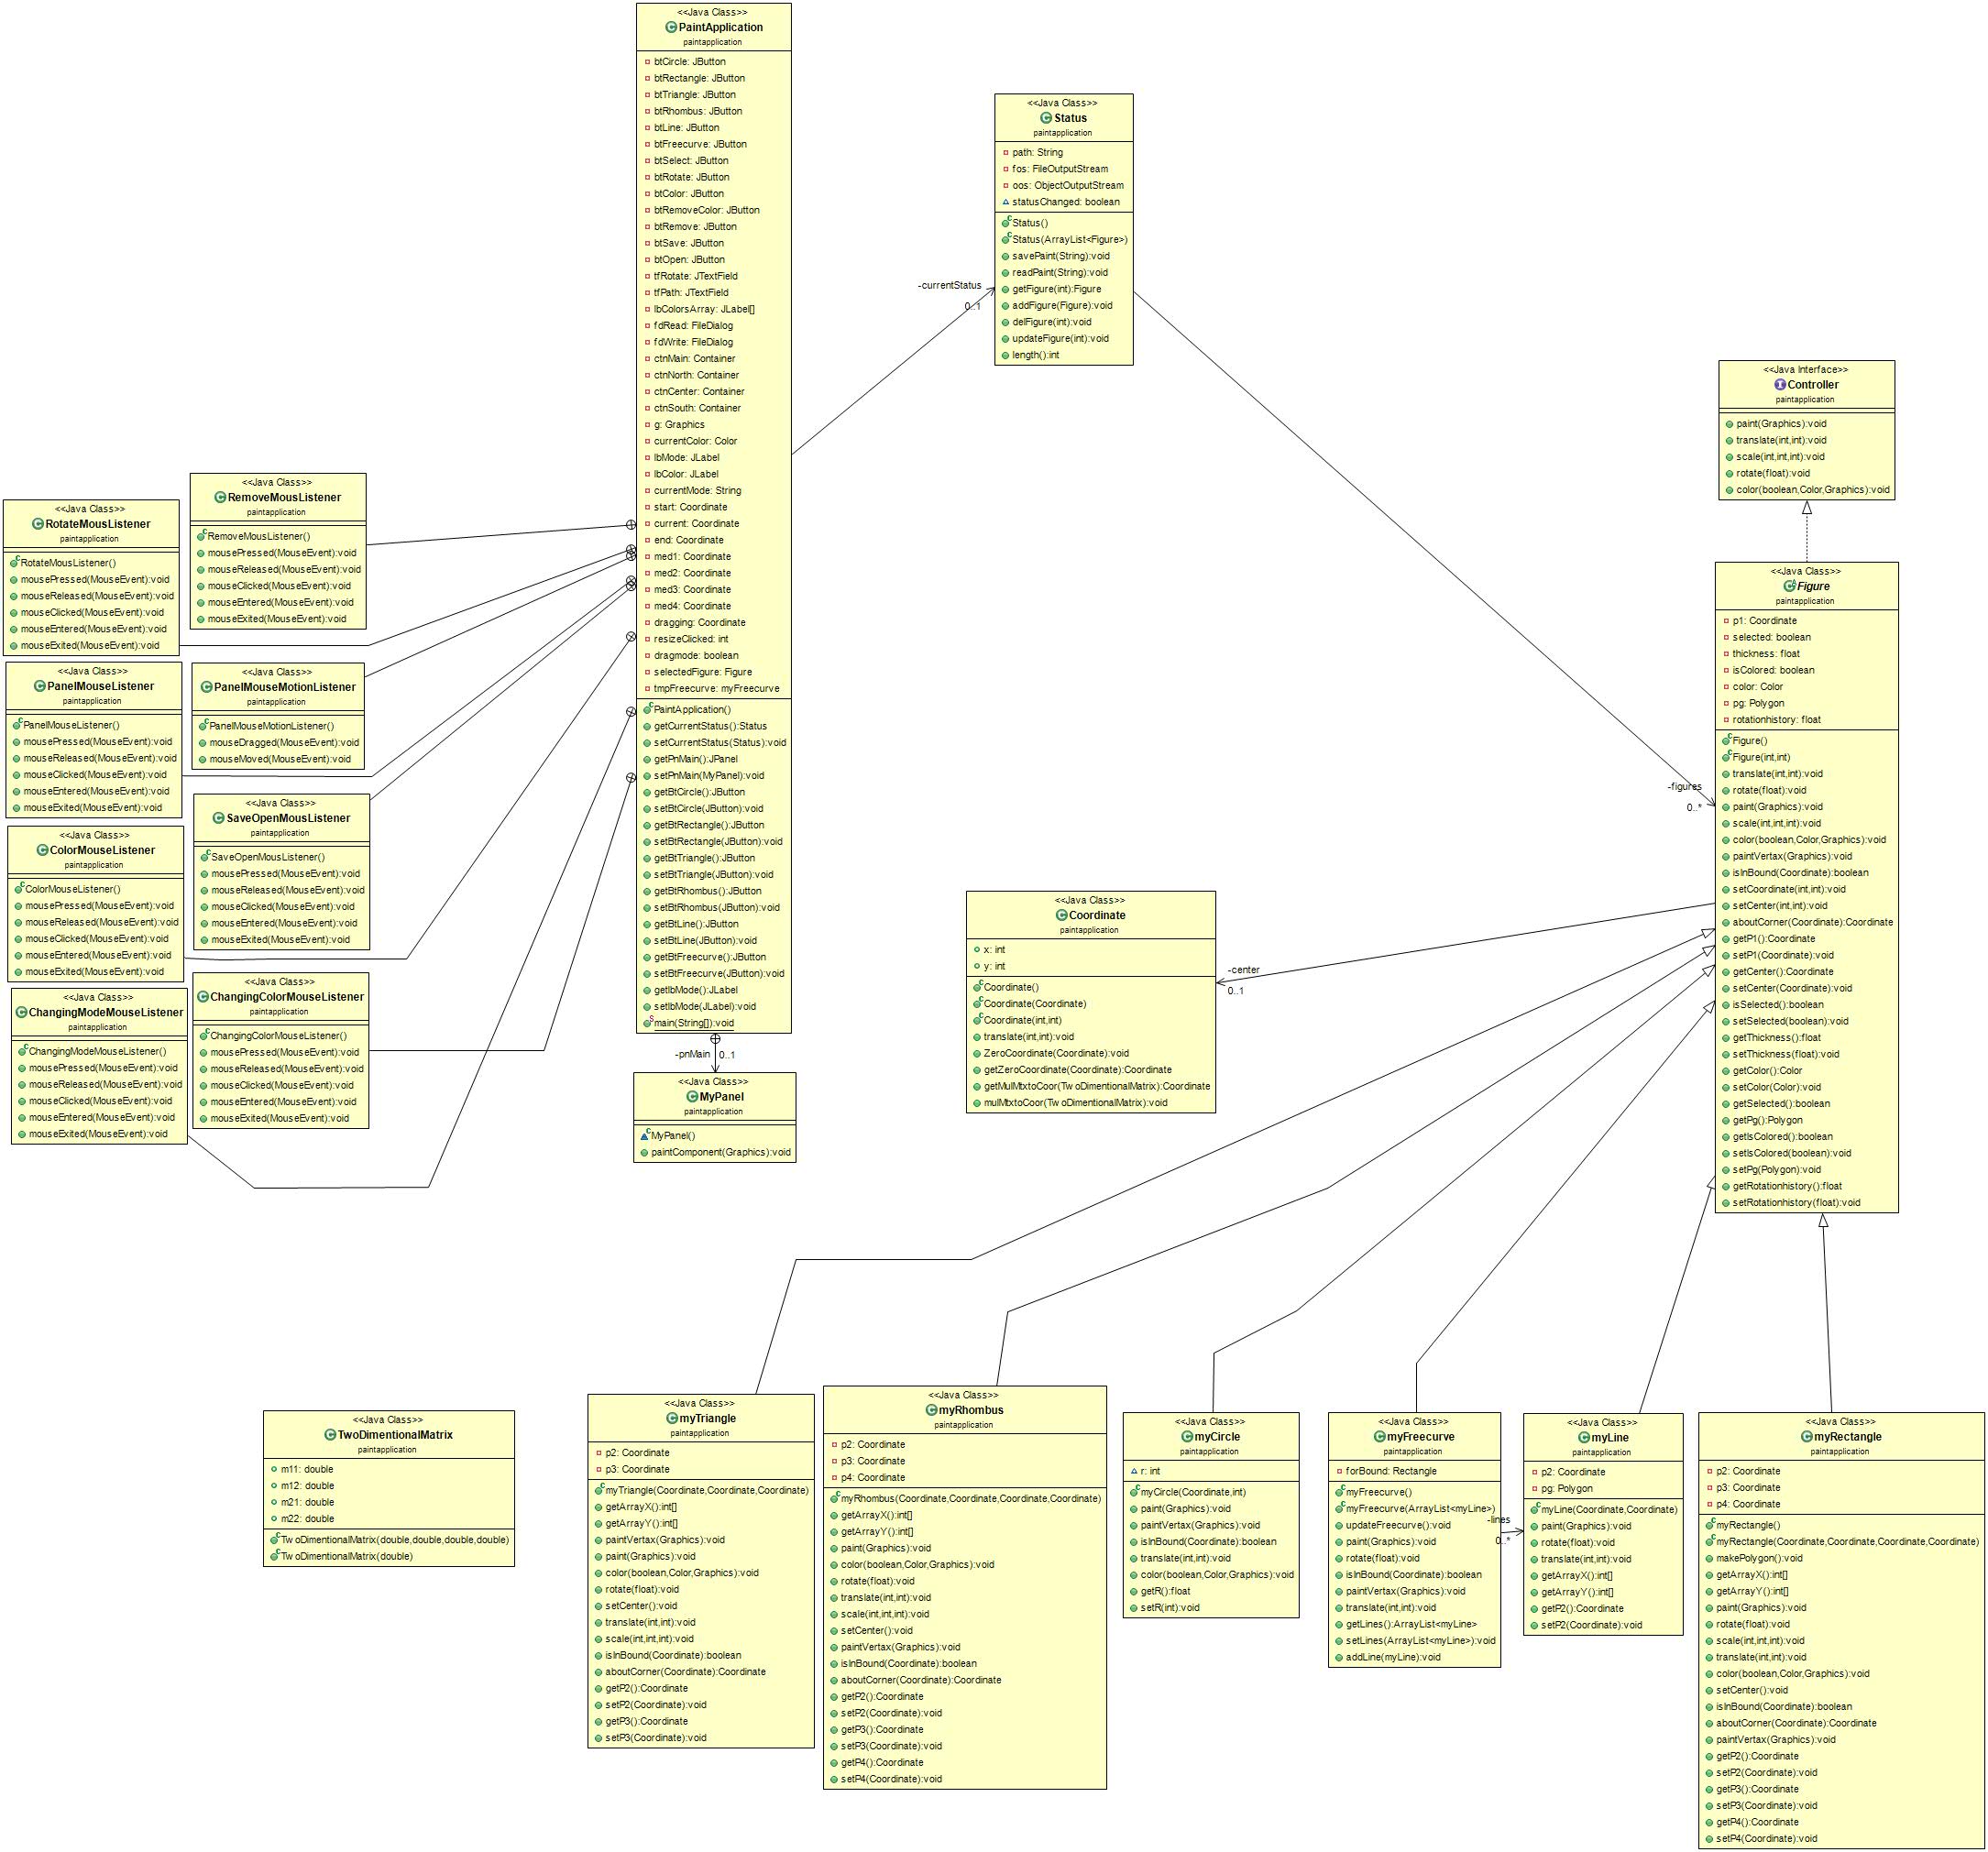 <<Java Class>>
PaintApplication
paintapplication
btCircle: JButton
btRectangle: JButton
btTriangle: JButton
btRhombus: JButton
btLine: JButton
btFreecurve: JButton
btSelect: JButton
btRotate: JButton
btColor: JButton
btRemoveColor: JButton
btRemove: JButton
btSave: JButton
btOpen: JButton
tfRotate: JTextField
tfPath: JTextField
lbColorsArray: JLabel[]
fdRead: FileDialog
fdWrite: FileDialog
ctnMain: Container
ctnNorth: Container
ctnCenter: Container
ctnSouth: Container
g: Graphics
currentColor: Color
lbMode: JLabel
lbColor: JLabel
currentMode: String
start: Coordinate
current: Coordinate
end: Coordinate
med1: Coordinate
med2: Coordinate
med3: Coordinate
med4: Coordinate
dragging: Coordinate
resizeClicked: int
dragmode: boolean
selectedFigure: Figure
tmpFreecurve: myFreecurve
PaintApplication()
getCurrentStatus():Status
setCurrentStatus(Status):void
getPnMain():JPanel
setPnMain(MyPanel):void
getBtCircle():JButton
setBtCircle(JButton):void
getBtRectangle():JButton
setBtRectangle(JButton):void
getBtTriangle():JButton
setBtTriangle(JButton):void
getBtRhombus():JButton
setBtRhombus(JButton):void
getBtLine():JButton
setBtLine(JButton):void
getBtFreecurve():JButton
setBtFreecurve(JButton):void
getlbMode():JLabel
setlbMode(JLabel):void
main(String[]):void
<<Java Class>>
Status
paintapplication
path: String
fos: FileOutputStream
oos: ObjectOutputStream
statusChanged: boolean
Status()
Status(ArrayList<Figure>)
savePaint(String):void
readPaint(String):void
getFigure(int):Figure
addFigure(Figure):void
delFigure(int):void
updateFigure(int):void
length():int
-currentStatus
0..1
<<Java Interface>>
Controller
paintapplication
paint(Graphics):void
translate(int,int):void
scale(int,int,int):void
rotate(float):void
color(boolean,Color,Graphics):void
<<Java Class>>
RemoveMousListener
paintapplication
RemoveMousListener()
mousePressed(MouseEvent):void
mouseReleased(MouseEvent):void
mouseClicked(MouseEvent):void
mouseEntered(MouseEvent):void
mouseExited(MouseEvent):void
<<Java Class>>
RotateMousListener
paintapplication
RotateMousListener()
mousePressed(MouseEvent):void
mouseReleased(MouseEvent):void
mouseClicked(MouseEvent):void
mouseEntered(MouseEvent):void
mouseExited(MouseEvent):void
<<Java Class>>
PanelMouseListener
paintapplication
PanelMouseListener()
mousePressed(MouseEvent):void
mouseReleased(MouseEvent):void
mouseClicked(MouseEvent):void
mouseEntered(MouseEvent):void
mouseExited(MouseEvent):void
<<Java Class>>
PanelMouseMotionListener
paintapplication
PanelMouseMotionListener()
mouseDragged(MouseEvent):void
mouseMoved(MouseEvent):void
<<Java Class>>
SaveOpenMousListener
paintapplication
SaveOpenMousListener()
mousePressed(MouseEvent):void
mouseReleased(MouseEvent):void
mouseClicked(MouseEvent):void
mouseEntered(MouseEvent):void
mouseExited(MouseEvent):void
<<Java Class>>
ColorMouseListener
paintapplication
ColorMouseListener()
mousePressed(MouseEvent):void
mouseReleased(MouseEvent):void
mouseClicked(MouseEvent):void
mouseEntered(MouseEvent):void
mouseExited(MouseEvent):void
<<Java Class>>
ChangingColorMouseListener
paintapplication
ChangingColorMouseListener()
mousePressed(MouseEvent):void
mouseReleased(MouseEvent):void
mouseClicked(MouseEvent):void
mouseEntered(MouseEvent):void
mouseExited(MouseEvent):void
<<Java Class>>
ChangingModeMouseListener
paintapplication
ChangingModeMouseListener()
mousePressed(MouseEvent):void
mouseReleased(MouseEvent):void
mouseClicked(MouseEvent):void
mouseEntered(MouseEvent):void
mouseExited(MouseEvent):void
-pnMain
0..1
<<Java Class>>
MyPanel
paintapplication
MyPanel()
paintComponent(Graphics):void
<<Java Class>>
Figure
paintapplication
p1: Coordinate
selected: boolean
thickness: float
isColored: boolean
color: Color
pg: Polygon
rotationhistory: float
Figure()
Figure(int,int)
translate(int,int):void
rotate(float):void
paint(Graphics):void
scale(int,int,int):void
color(boolean,Color,Graphics):void
paintVertax(Graphics):void
isInBound(Coordinate):boolean
setCoordinate(int,int):void
setCenter(int,int):void
aboutCorner(Coordinate):Coordinate
getP1():Coordinate
setP1(Coordinate):void
getCenter():Coordinate
setCenter(Coordinate):void
isSelected():boolean
setSelected(boolean):void
getThickness():float
setThickness(float):void
getColor():Color
setColor(Color):void
getSelected():boolean
getPg():Polygon
getIsColored():boolean
setIsColored(boolean):void
setPg(Polygon):void
getRotationhistory():float
setRotationhistory(float):void
-figures
0..*
<<Java Class>>
Coordinate
paintapplication
x: int
y: int
Coordinate()
Coordinate(Coordinate)
Coordinate(int,int)
translate(int,int):void
ZeroCoordinate(Coordinate):void
getZeroCoordinate(Coordinate):Coordinate
getMulMtxtoCoor(TwoDimentionalMatrix):Coordinate
mulMtxtoCoor(TwoDimentionalMatrix):void
-center
0..1
<<Java Class>>
TwoDimentionalMatrix
paintapplication
m11: double
m12: double
m21: double
m22: double
TwoDimentionalMatrix(double,double,double,double)
TwoDimentionalMatrix(double)
<<Java Class>>
myTriangle
paintapplication
p2: Coordinate
p3: Coordinate
myTriangle(Coordinate,Coordinate,Coordinate)
getArrayX():int[]
getArrayY():int[]
paintVertax(Graphics):void
paint(Graphics):void
color(boolean,Color,Graphics):void
rotate(float):void
setCenter():void
translate(int,int):void
scale(int,int,int):void
isInBound(Coordinate):boolean
aboutCorner(Coordinate):Coordinate
getP2():Coordinate
setP2(Coordinate):void
getP3():Coordinate
setP3(Coordinate):void
<<Java Class>>
myRhombus
paintapplication
p2: Coordinate
p3: Coordinate
p4: Coordinate
myRhombus(Coordinate,Coordinate,Coordinate,Coordinate)
getArrayX():int[]
getArrayY():int[]
paint(Graphics):void
color(boolean,Color,Graphics):void
rotate(float):void
translate(int,int):void
scale(int,int,int):void
setCenter():void
paintVertax(Graphics):void
isInBound(Coordinate):boolean
aboutCorner(Coordinate):Coordinate
getP2():Coordinate
setP2(Coordinate):void
getP3():Coordinate
setP3(Coordinate):void
getP4():Coordinate
setP4(Coordinate):void
<<Java Class>>
myCircle
paintapplication
r: int
myCircle(Coordinate,int)
paint(Graphics):void
paintVertax(Graphics):void
isInBound(Coordinate):boolean
translate(int,int):void
color(boolean,Color,Graphics):void
getR():float
setR(int):void
<<Java Class>>
myFreecurve
paintapplication
forBound: Rectangle
myFreecurve()
myFreecurve(ArrayList<myLine>)
updateFreecurve():void
paint(Graphics):void
rotate(float):void
isInBound(Coordinate):boolean
paintVertax(Graphics):void
translate(int,int):void
getLines():ArrayList<myLine>
setLines(ArrayList<myLine>):void
addLine(myLine):void
-lines
0..*
<<Java Class>>
myLine
paintapplication
p2: Coordinate
pg: Polygon
myLine(Coordinate,Coordinate)
paint(Graphics):void
rotate(float):void
translate(int,int):void
getArrayX():int[]
getArrayY():int[]
getP2():Coordinate
setP2(Coordinate):void
<<Java Class>>
myRectangle
paintapplication
p2: Coordinate
p3: Coordinate
p4: Coordinate
myRectangle()
myRectangle(Coordinate,Coordinate,Coordinate,Coordinate)
makePolygon():void
getArrayX():int[]
getArrayY():int[]
paint(Graphics):void
rotate(float):void
scale(int,int,int):void
translate(int,int):void
color(boolean,Color,Graphics):void
setCenter():void
isInBound(Coordinate):boolean
aboutCorner(Coordinate):Coordinate
paintVertax(Graphics):void
getP2():Coordinate
setP2(Coordinate):void
getP3():Coordinate
setP3(Coordinate):void
getP4():Coordinate
setP4(Coordinate):void